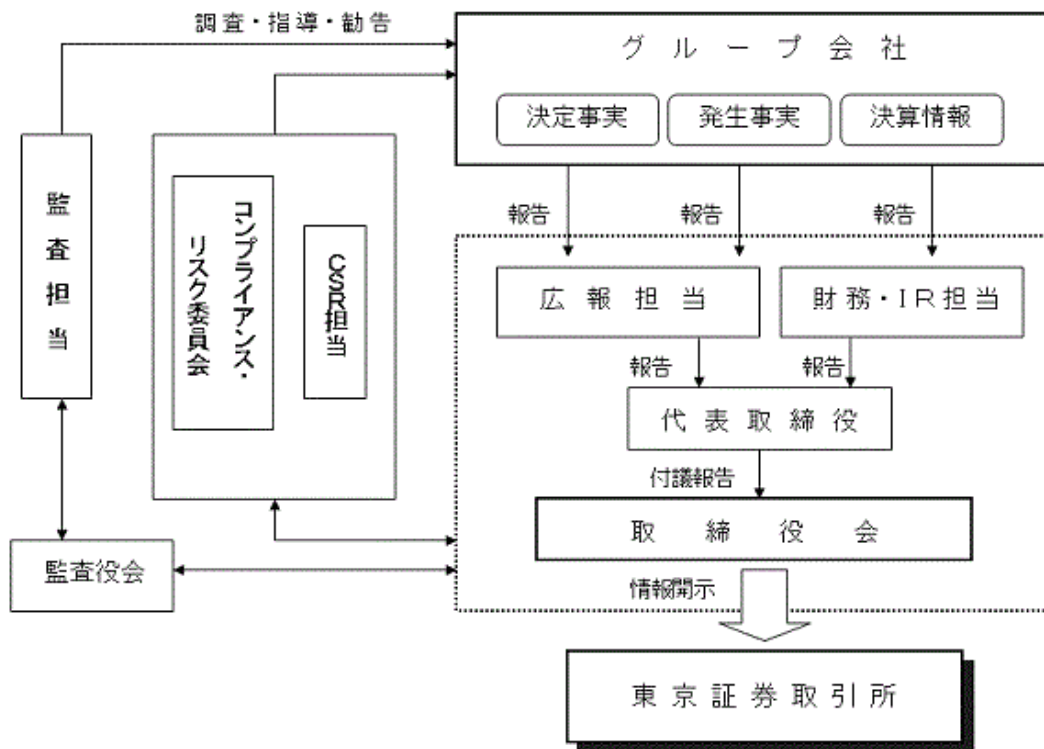 調査・指導・勧告
グループ会社
決定事実
発生事実
決算情報
報告
報告
報告
監査担当
コンプライアンス・
リスク委員会
CSR担当
広報担当
財務・IR担当
報告
報告
代表取締役
付議報告
取締役会
監査役会
情報開示
東京証券取引所